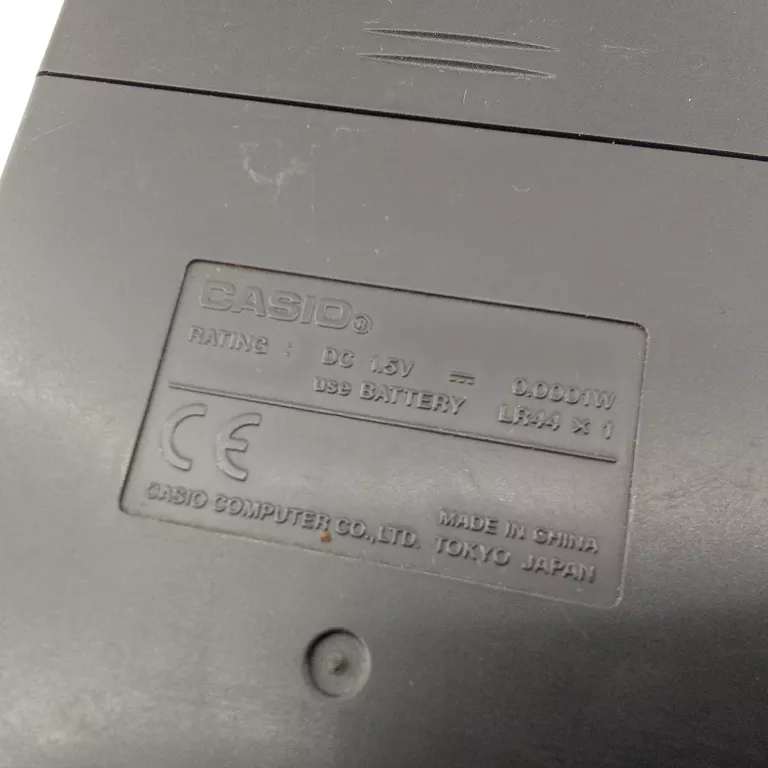 CASIO®
RATING : DC 1.5V ⎓ 0.0001W
use BATTERY LR44 × 1
CE
MADE IN CHINA
CASIO COMPUTER CO.,LTD. TOKYO JAPAN